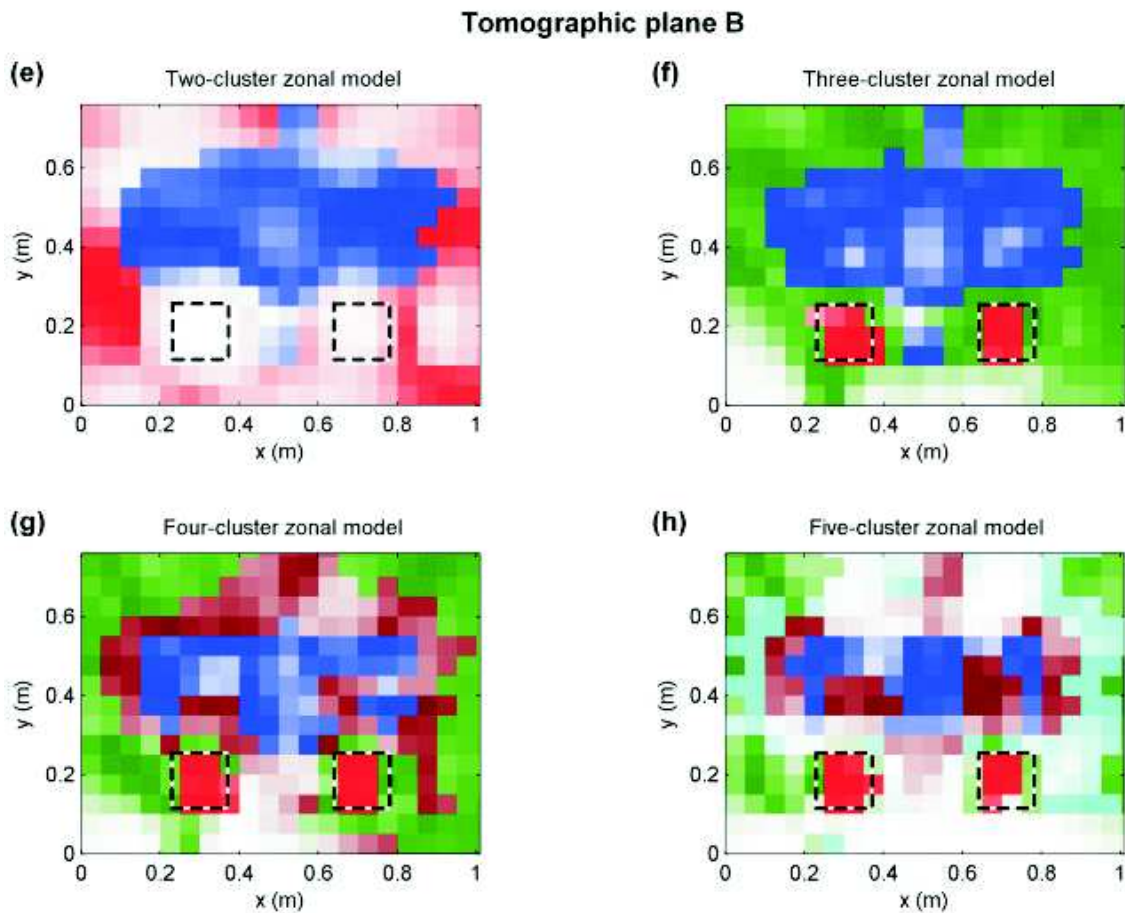 Tomographic plane B
(e) Two-cluster zonal model
(f) Three-cluster zonal model
0.6
0.4
0.2
0
y (m)
0 0.2 0.4 0.6 0.8 1
x (m)
0.6
0.4
0.2
0
y (m)
0 0.2 0.4 0.6 0.8 1
x (m)
(g) Four-cluster zonal model
(h) Five-cluster zonal model
0.6
0.4
0.2
0
y (m)
0 0.2 0.4 0.6 0.8 1
x (m)
0.6
0.4
0.2
0
y (m)
0 0.2 0.4 0.6 0.8 1
x (m)